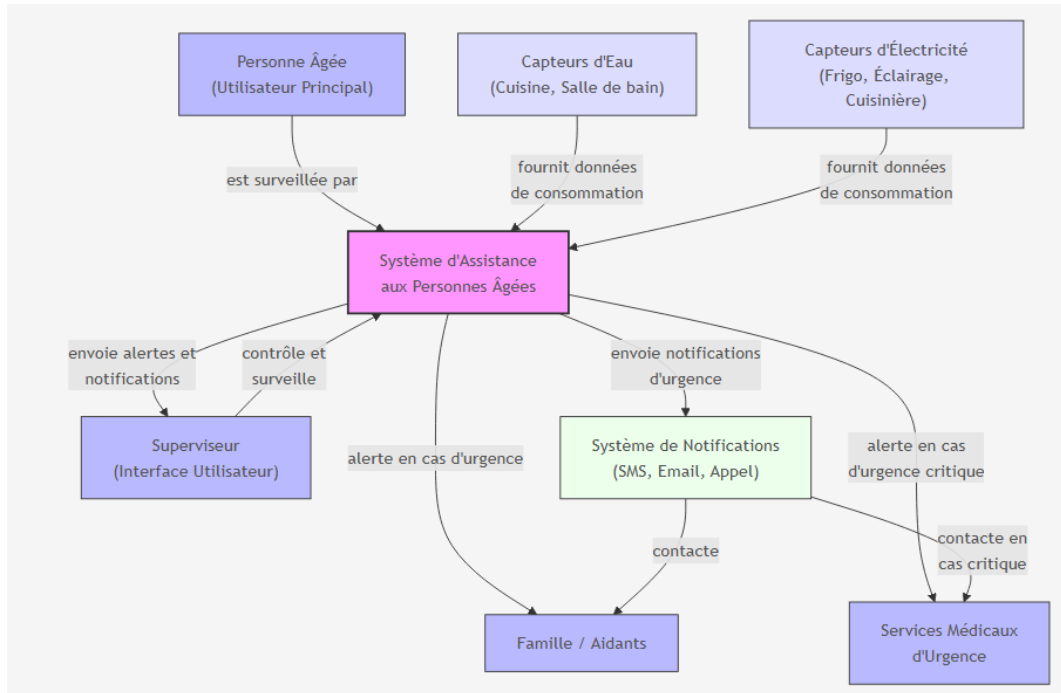 Personne Âgée
(Utilisateur Principal)
Capteurs d'Eau
(Cuisine, Salle de bain)
Capteurs d'Électricité
(Frigo, Éclairage,
Cuisinière)
est surveillée par
fournit données
de consommation
fournit données
de consommation
Système d'Assistance
aux Personnes Âgées
envoie alertes et
notifications
contrôle et
surveille
envoie notifications
d'urgence
Superviseur
(Interface Utilisateur)
alerte en cas d'urgence
Système de Notifications
(SMS, Email, Appel)
alerte en cas
d'urgence critique
contacte
contacte en
cas critique
Famille / Aidants
Services Médicaux
d'Urgence